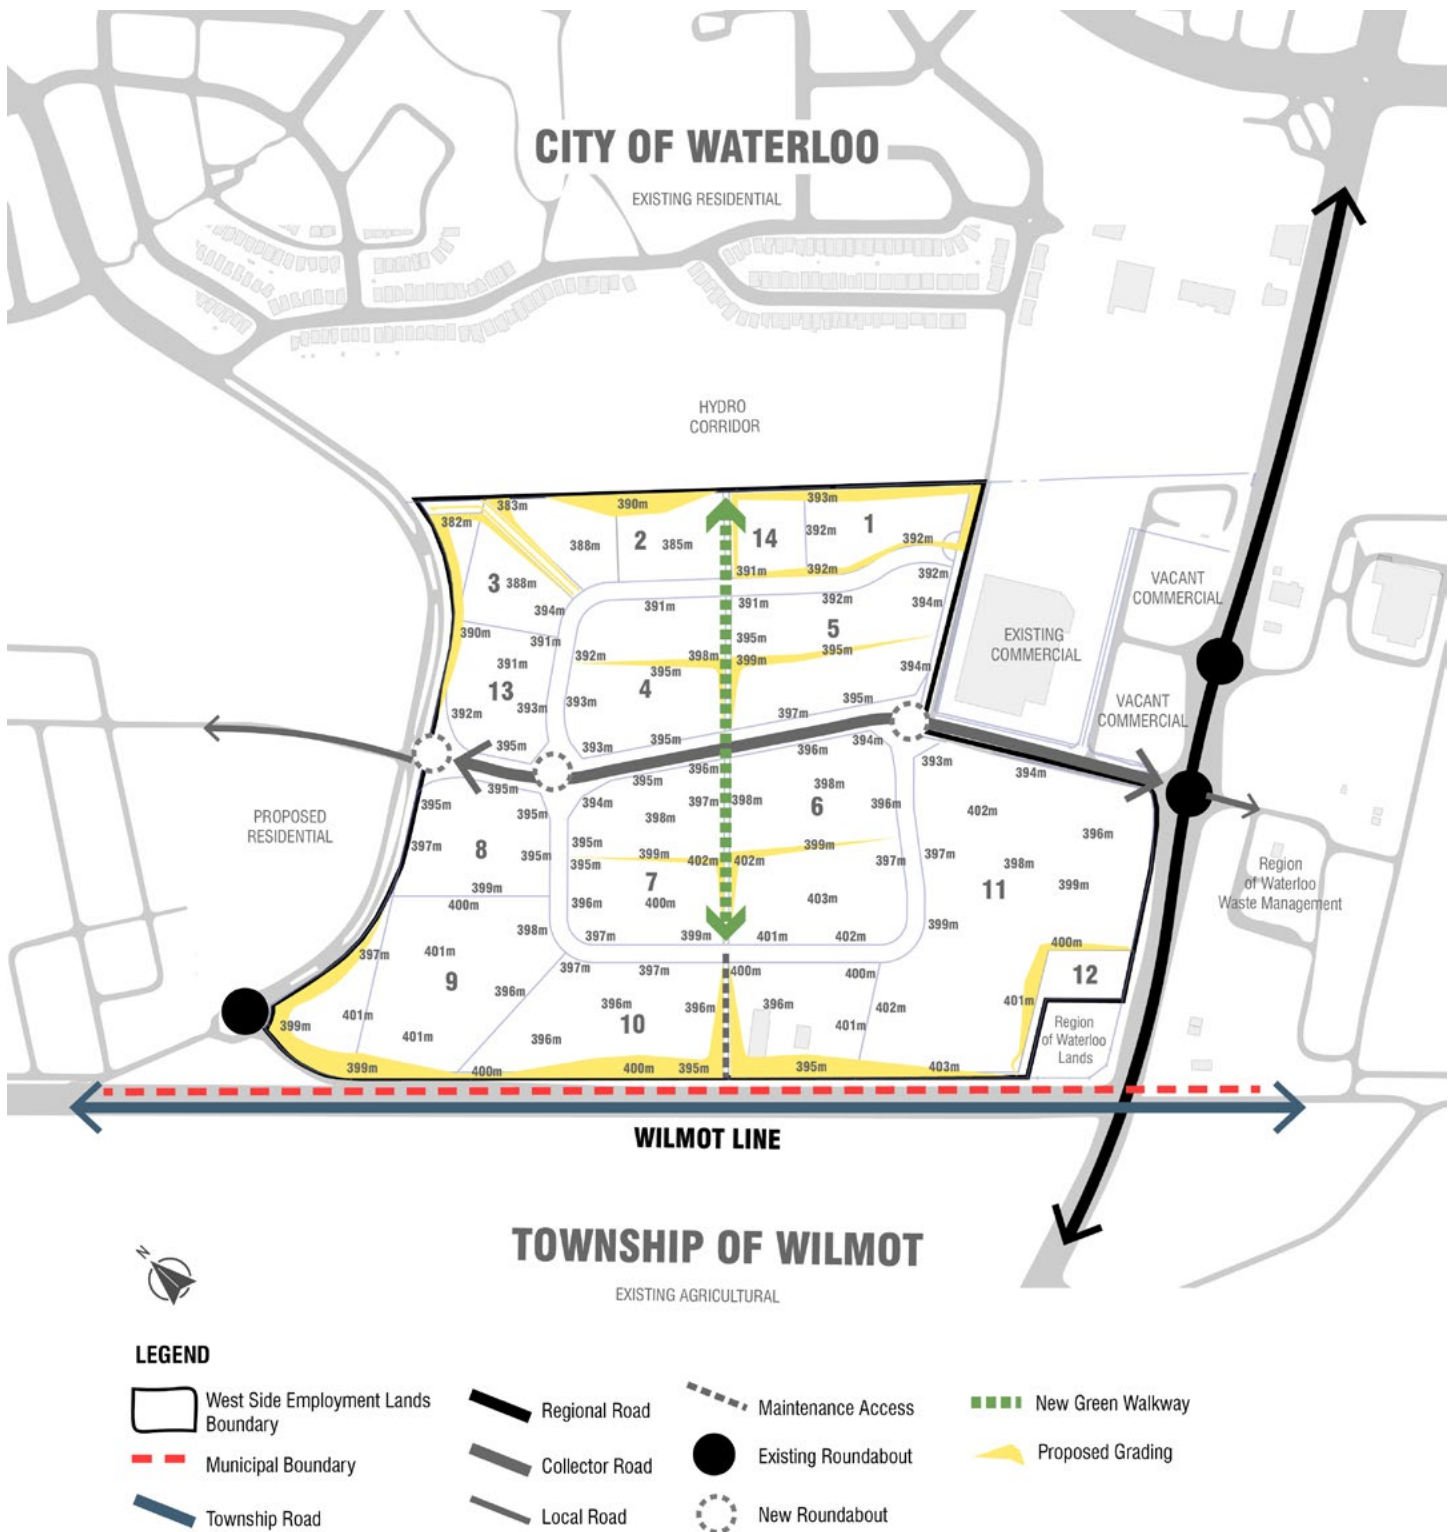 CITY OF WATERLOO
EXISTING RESIDENTIAL
HYDRO
CORRIDOR
383m
390m
393m
382m
1
2
14
392m
388m
385m
392m
391m
392m
392m
3
388m
394m
391m
391m
392m
394m
390m
391m
395m
5
392m
398m
399m
395m
391m
395m
394m
13
4
392m
393m
393m
395m
397m
395m
393m
395m
394m
396m
393m
396m
394m
395m
395m
VACANT
COMMERCIAL
EXISTING
COMMERCIAL
VACANT
COMMERCIAL
PROPOSED
RESIDENTIAL
395m
395m
394m
397m
398m
398m
6
396m
402m
398m
396m
397m
8
395m
395m
395m
399m
402m
402m
399m
397m
397m
398m
399m
11
399m
400m
7
396m
400m
403m
399m
398m
397m
399m
401m
402m
Region
of Waterloo
Waste Management
397m
401m
9
397m
397m
400m
400m
400m
12
396m
396m
396m
396m
402m
401m
399m
401m
401m
396m
10
401m
Region
of Waterloo
Lands
399m
400m
400m
395m
395m
403m
WILMOT LINE
TOWNSHIP OF WILMOT
EXISTING AGRICULTURAL
N
LEGEND
West Side Employment Lands
Boundary
Municipal Boundary
Township Road
Regional Road
Collector Road
Local Road
Maintenance Access
Existing Roundabout
New Roundabout
New Green Walkway
Proposed Grading